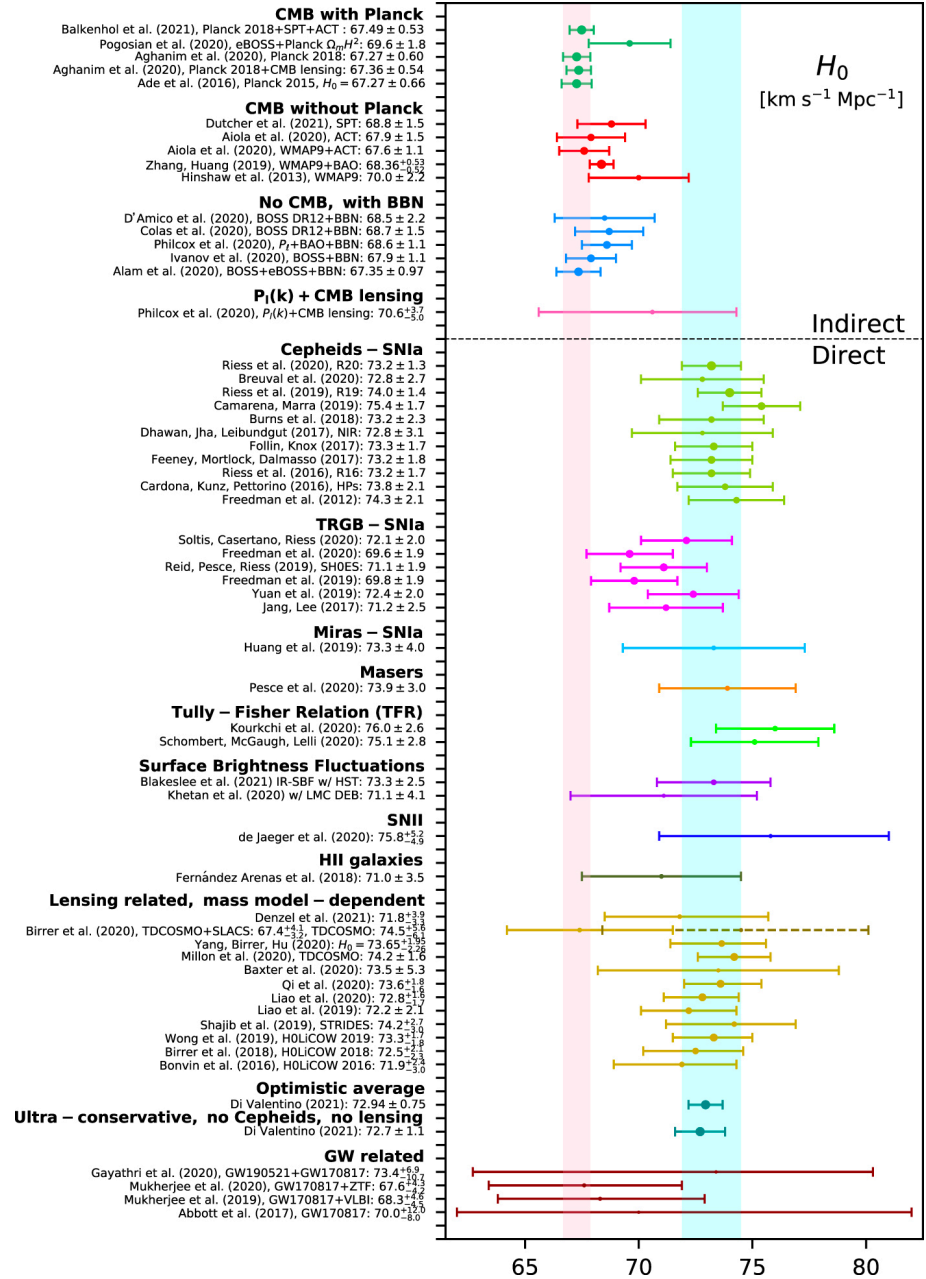 CMB with Planck
Balkenhol et al. (2021), Planck 2018+SPT+ACT : 67.49 ± 0.53
Pogosian et al. (2020), eBOSS+Planck Ω_mH²: 69.6 ± 1.8
Aghanim et al. (2020), Planck 2018: 67.27 ± 0.60
Aghanim et al. (2020), Planck 2018+CMB lensing: 67.36 ± 0.54
Ade et al. (2016), Planck 2015, H₀ = 67.27 ± 0.66
H₀
[km s⁻¹ Mpc⁻¹]
CMB without Planck
Dutcher et al. (2021), SPT: 68.8 ± 1.5
Aiola et al. (2020), ACT: 67.9 ± 1.5
Aiola et al. (2020), WMAP9+ACT: 67.6 ± 1.1
Zhang, Huang (2019), WMAP9+BAO: 68.36 +0.53 −0.52
Hinshaw et al. (2013), WMAP9: 70.0 ± 2.2
No CMB, with BBN
D'Amico et al. (2020), BOSS DR12+BBN: 68.5 ± 2.2
Colas et al. (2020), BOSS DR12+BBN: 68.7 ± 1.5
Philcox et al. (2020), P_ℓ+BAO+BBN: 68.6 ± 1.1
Ivanov et al. (2020), BOSS+BBN: 67.9 ± 1.1
Alam et al. (2020), BOSS+eBOSS+BBN: 67.35 ± 0.97
P_l(k) + CMB lensing
Philcox et al. (2020), P_l(k)+CMB lensing: 70.6 +3.7 −5.0
Indirect
Direct
Cepheids − SNIa
Riess et al. (2020), R20: 73.2 ± 1.3
Breuval et al. (2020): 72.8 ± 2.7
Riess et al. (2019), R19: 74.0 ± 1.4
Camarena, Marra (2019): 75.4 ± 1.7
Burns et al. (2018): 73.2 ± 2.3
Dhawan, Jha, Leibundgut (2017), NIR: 72.8 ± 3.1
Follin, Knox (2017): 73.3 ± 1.7
Feeney, Mortlock, Dalmasso (2017): 73.2 ± 1.8
Riess et al. (2016), R16: 73.2 ± 1.7
Cardona, Kunz, Pettorino (2016), HPs: 73.8 ± 2.1
Freedman et al. (2012): 74.3 ± 2.1
TRGB − SNIa
Soltis, Casertano, Riess (2020): 72.1 ± 2.0
Freedman et al. (2020): 69.6 ± 1.9
Reid, Pesce, Riess (2019), SH0ES: 71.1 ± 1.9
Freedman et al. (2019): 69.8 ± 1.9
Yuan et al. (2019): 72.4 ± 2.0
Jang, Lee (2017): 71.2 ± 2.5
Miras − SNIa
Huang et al. (2019): 73.3 ± 4.0
Masers
Pesce et al. (2020): 73.9 ± 3.0
Tully − Fisher Relation (TFR)
Kourkchi et al. (2020): 76.0 ± 2.6
Schombert, McGaugh, Lelli (2020): 75.1 ± 2.8
Surface Brightness Fluctuations
Blakeslee et al. (2021) IR-SBF w/ HST: 73.3 ± 2.5
Khetan et al. (2020) w/ LMC DEB: 71.1 ± 4.1
SNII
de Jaeger et al. (2020): 75.8 +5.2 −4.9
HII galaxies
Fernández Arenas et al. (2018): 71.0 ± 3.5
Lensing related, mass model − dependent
Denzel et al. (2021): 71.8 +3.9 −3.3
Birrer et al. (2020), TDCOSMO+SLACS: 67.4 +4.1 −3.2, TDCOSMO: 74.5 +5.6 −6.1
Yang, Birrer, Hu (2020): H₀ = 73.65 +1.95 −2.26
Millon et al. (2020), TDCOSMO: 74.2 ± 1.6
Baxter et al. (2020): 73.5 ± 5.3
Qi et al. (2020): 73.6 +1.8 −1.6
Liao et al. (2020): 72.8 +1.6 −1.7
Liao et al. (2019): 72.2 ± 2.1
Shajib et al. (2019), STRIDES: 74.2 +2.7 −3.0
Wong et al. (2019), H0LiCOW 2019: 73.3 +1.7 −1.8
Birrer et al. (2018), H0LiCOW 2018: 72.5 +2.1 −2.3
Bonvin et al. (2016), H0LiCOW 2016: 71.9 +2.4 −3.0
Optimistic average
Di Valentino (2021): 72.94 ± 0.75
Ultra − conservative, no Cepheids, no lensing
Di Valentino (2021): 72.7 ± 1.1
GW related
Gayathri et al. (2020), GW190521+GW170817: 73.4 +6.9 −10.7
Mukherjee et al. (2020), GW170817+ZTF: 67.6 +4.3 −4.2
Mukherjee et al. (2019), GW170817+VLBI: 68.3 +4.6 −4.5
Abbott et al. (2017), GW170817: 70.0 +12.0 −8.0
65 70 75 80